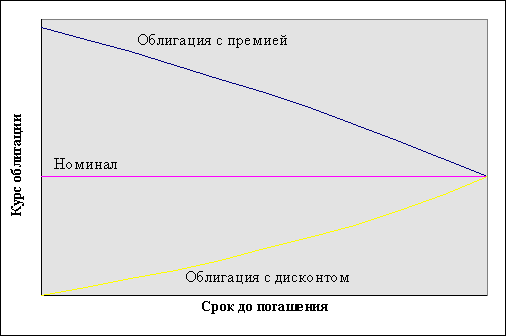 Облигация с премией
Номинал
Курс облигации
Облигация с дисконтом
Срок до погашения